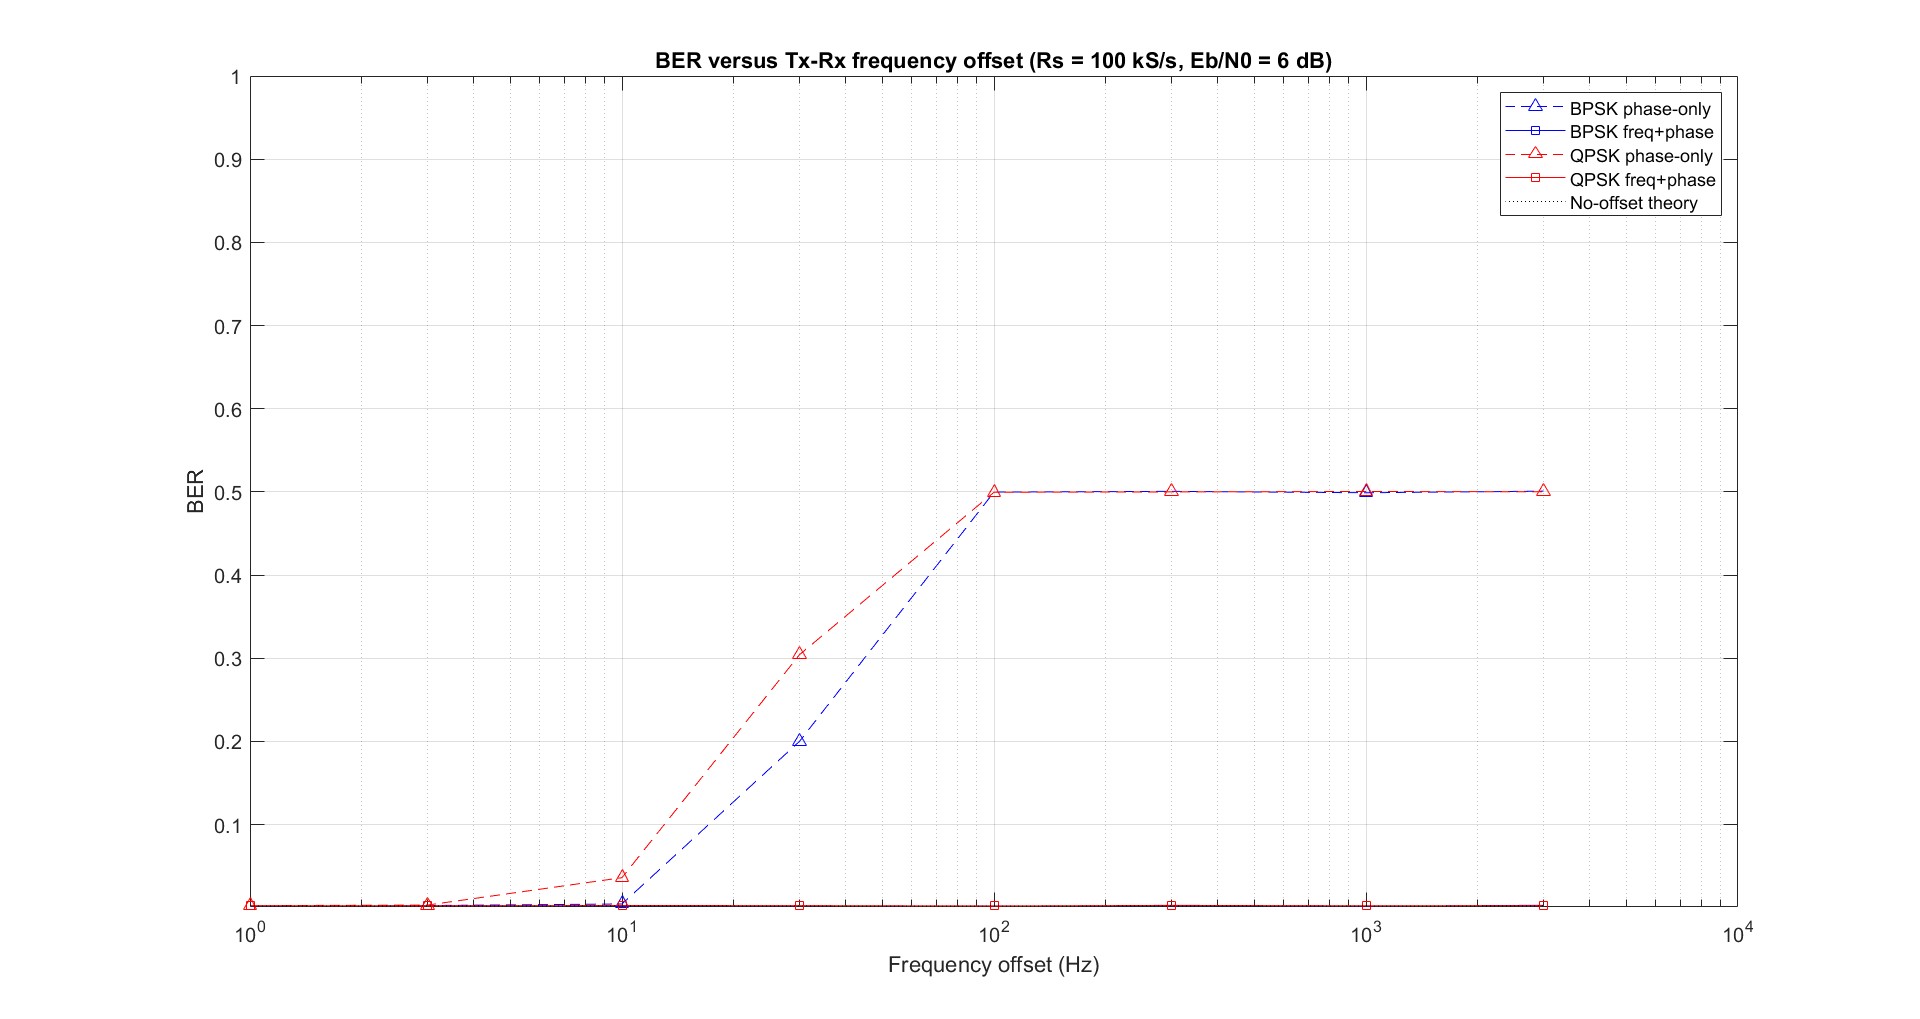 BER versus Tx-Rx frequency offset (Rs = 100 kS/s, Eb/N0 = 6 dB)
1
0.9
0.8
0.7
0.6
0.5
0.4
0.3
0.2
0.1
BER
BPSK phase-only
BPSK freq+phase
QPSK phase-only
QPSK freq+phase
No-offset theory
10^0 10^1 10^2 10^3 10^4
Frequency offset (Hz)